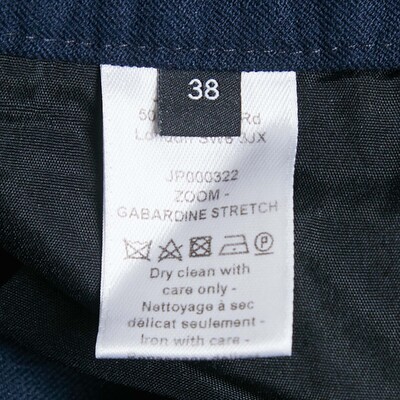 38
Rd
London SW6
JP000322
ZOOM -
GABARDINE STRETCH
Dry clean with
care only -
Nettoyage à sec
délicat seulement -
Iron with care -